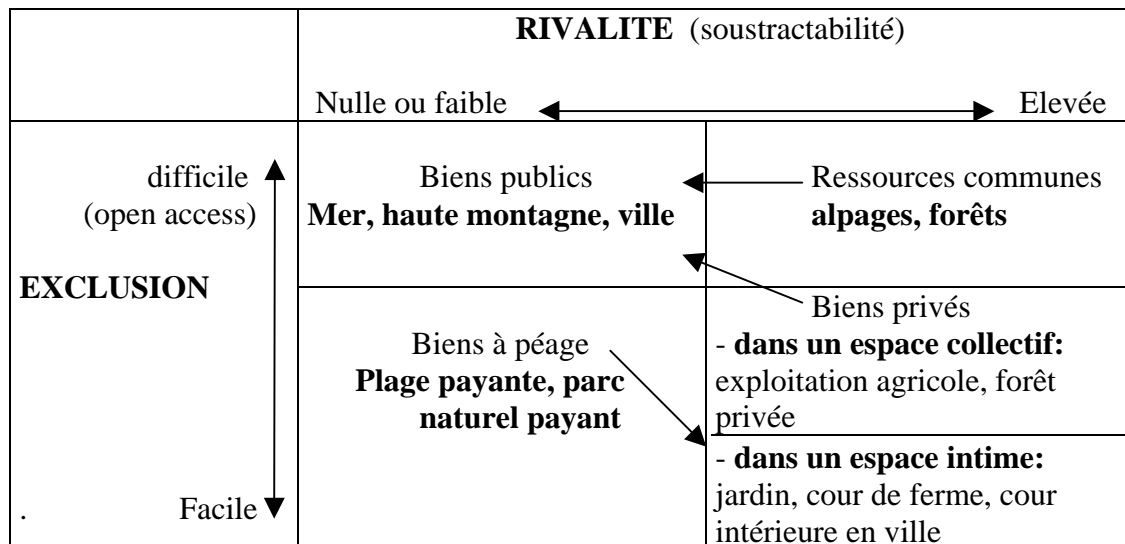 RIVALITE (soustractabilité)
Nulle ou faible Elevée
difficile
(open access)
EXCLUSION
. Facile
Biens publics
Mer, haute montagne, ville
Ressources communes
alpages, forêts
Biens à péage
Plage payante, parc
naturel payant
Biens privés
- dans un espace collectif:
exploitation agricole, forêt
privée
- dans un espace intime:
jardin, cour de ferme, cour
intérieure en ville